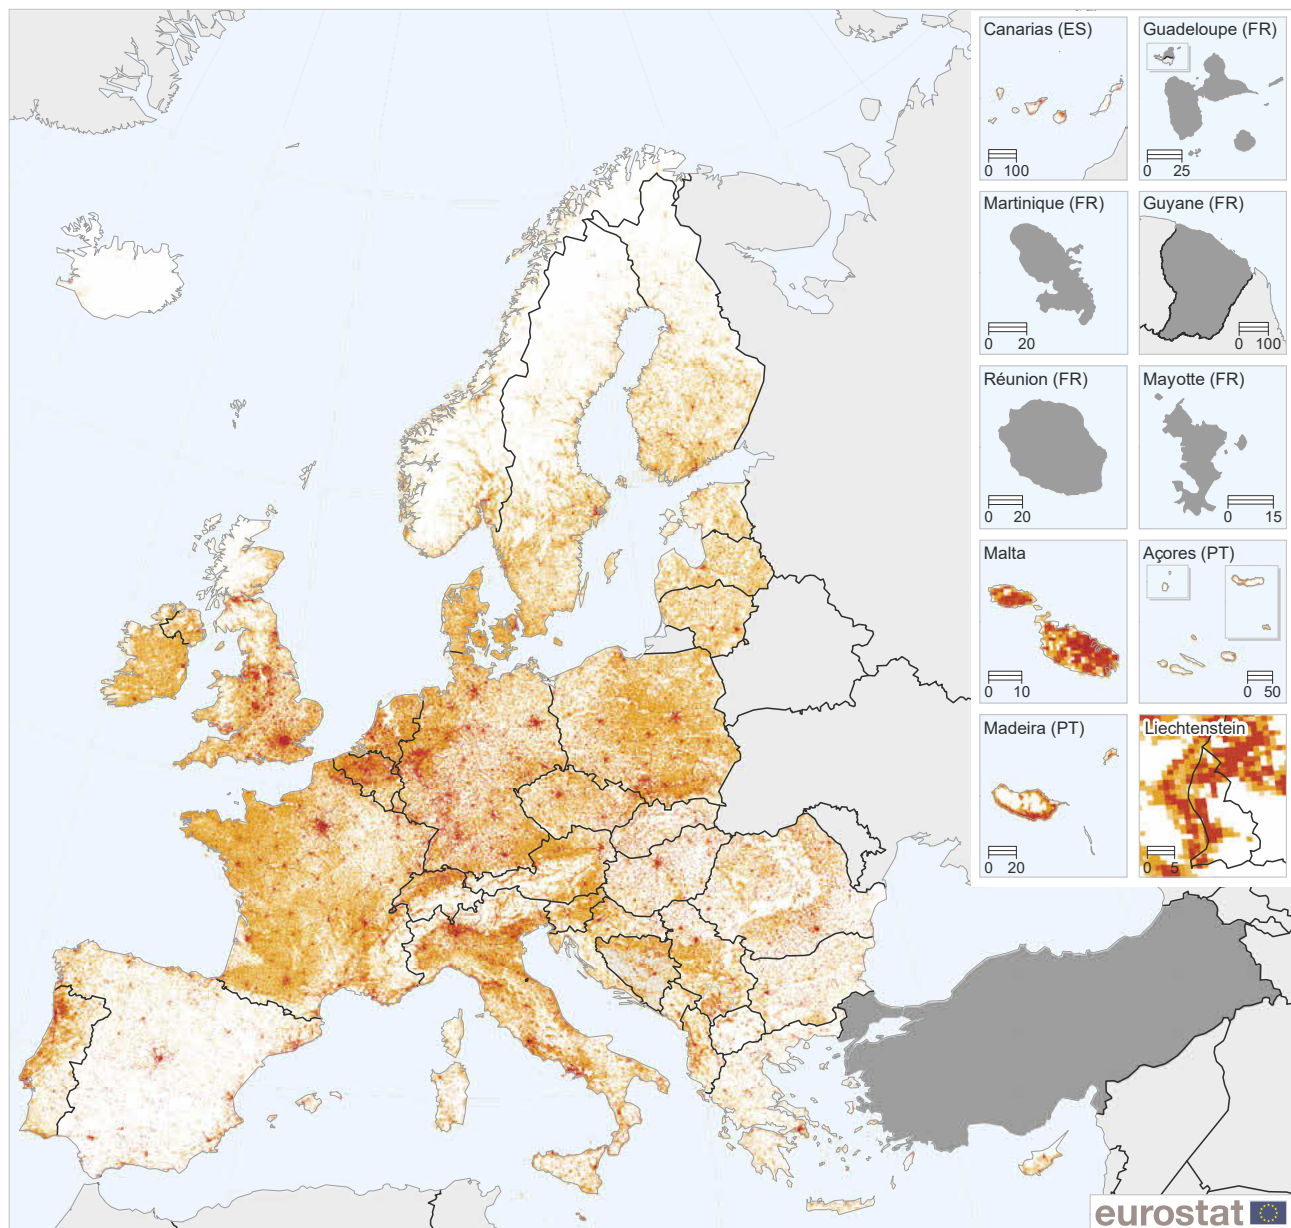 Canarias (ES)
0 100
Guadeloupe (FR)
0 25
Martinique (FR)
0 20
Guyane (FR)
0 100
Réunion (FR)
0 20
Mayotte (FR)
0 15
Malta
0 10
Açores (PT)
0 50
Madeira (PT)
0 20
Liechtenstein
0 5
eurostat